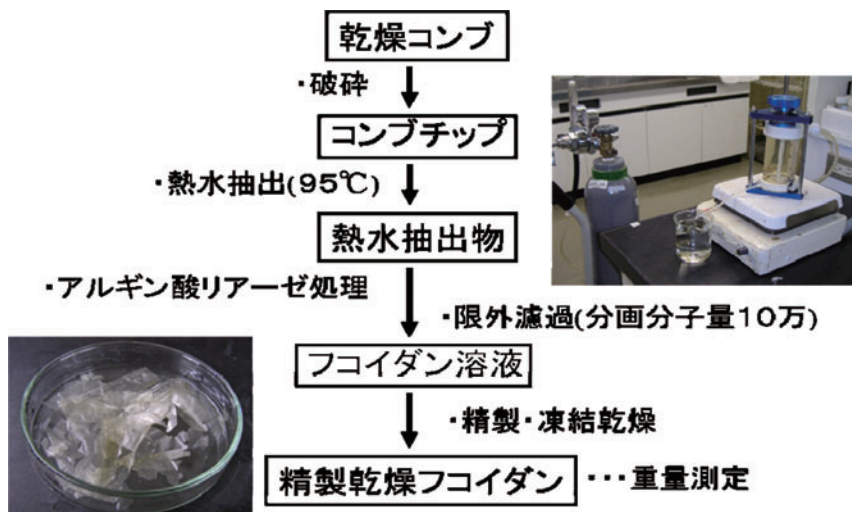 乾燥コンブ
・破砕
コンブチップ
・熱水抽出(95℃)
熱水抽出物
・アルギン酸リアーゼ処理
・限外濾過(分画分子量10万)
フコイダン溶液
・精製・凍結乾燥
精製乾燥フコイダン ・・・重量測定